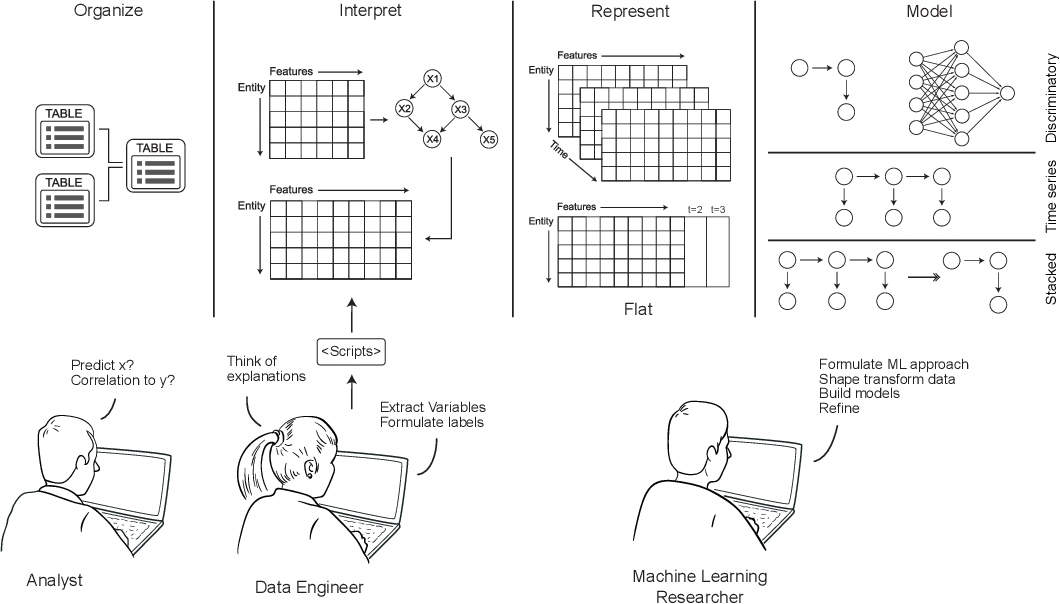 Organize
Interpret
Represent
Model
TABLE
TABLE
TABLE
Features
Entity
X1
X2
X3
X4
X5
Features
Entity
<Scripts>
Features
Entity
Time
Features
t=2 t=3
Entity
Flat
Discriminatory
Time series
Stacked
Predict x?
Correlation to y?
Think of
explanations
Extract Variables
Formulate labels
Formulate ML approach
Shape transform data
Build models
Refine
Analyst
Data Engineer
Machine Learning
Researcher